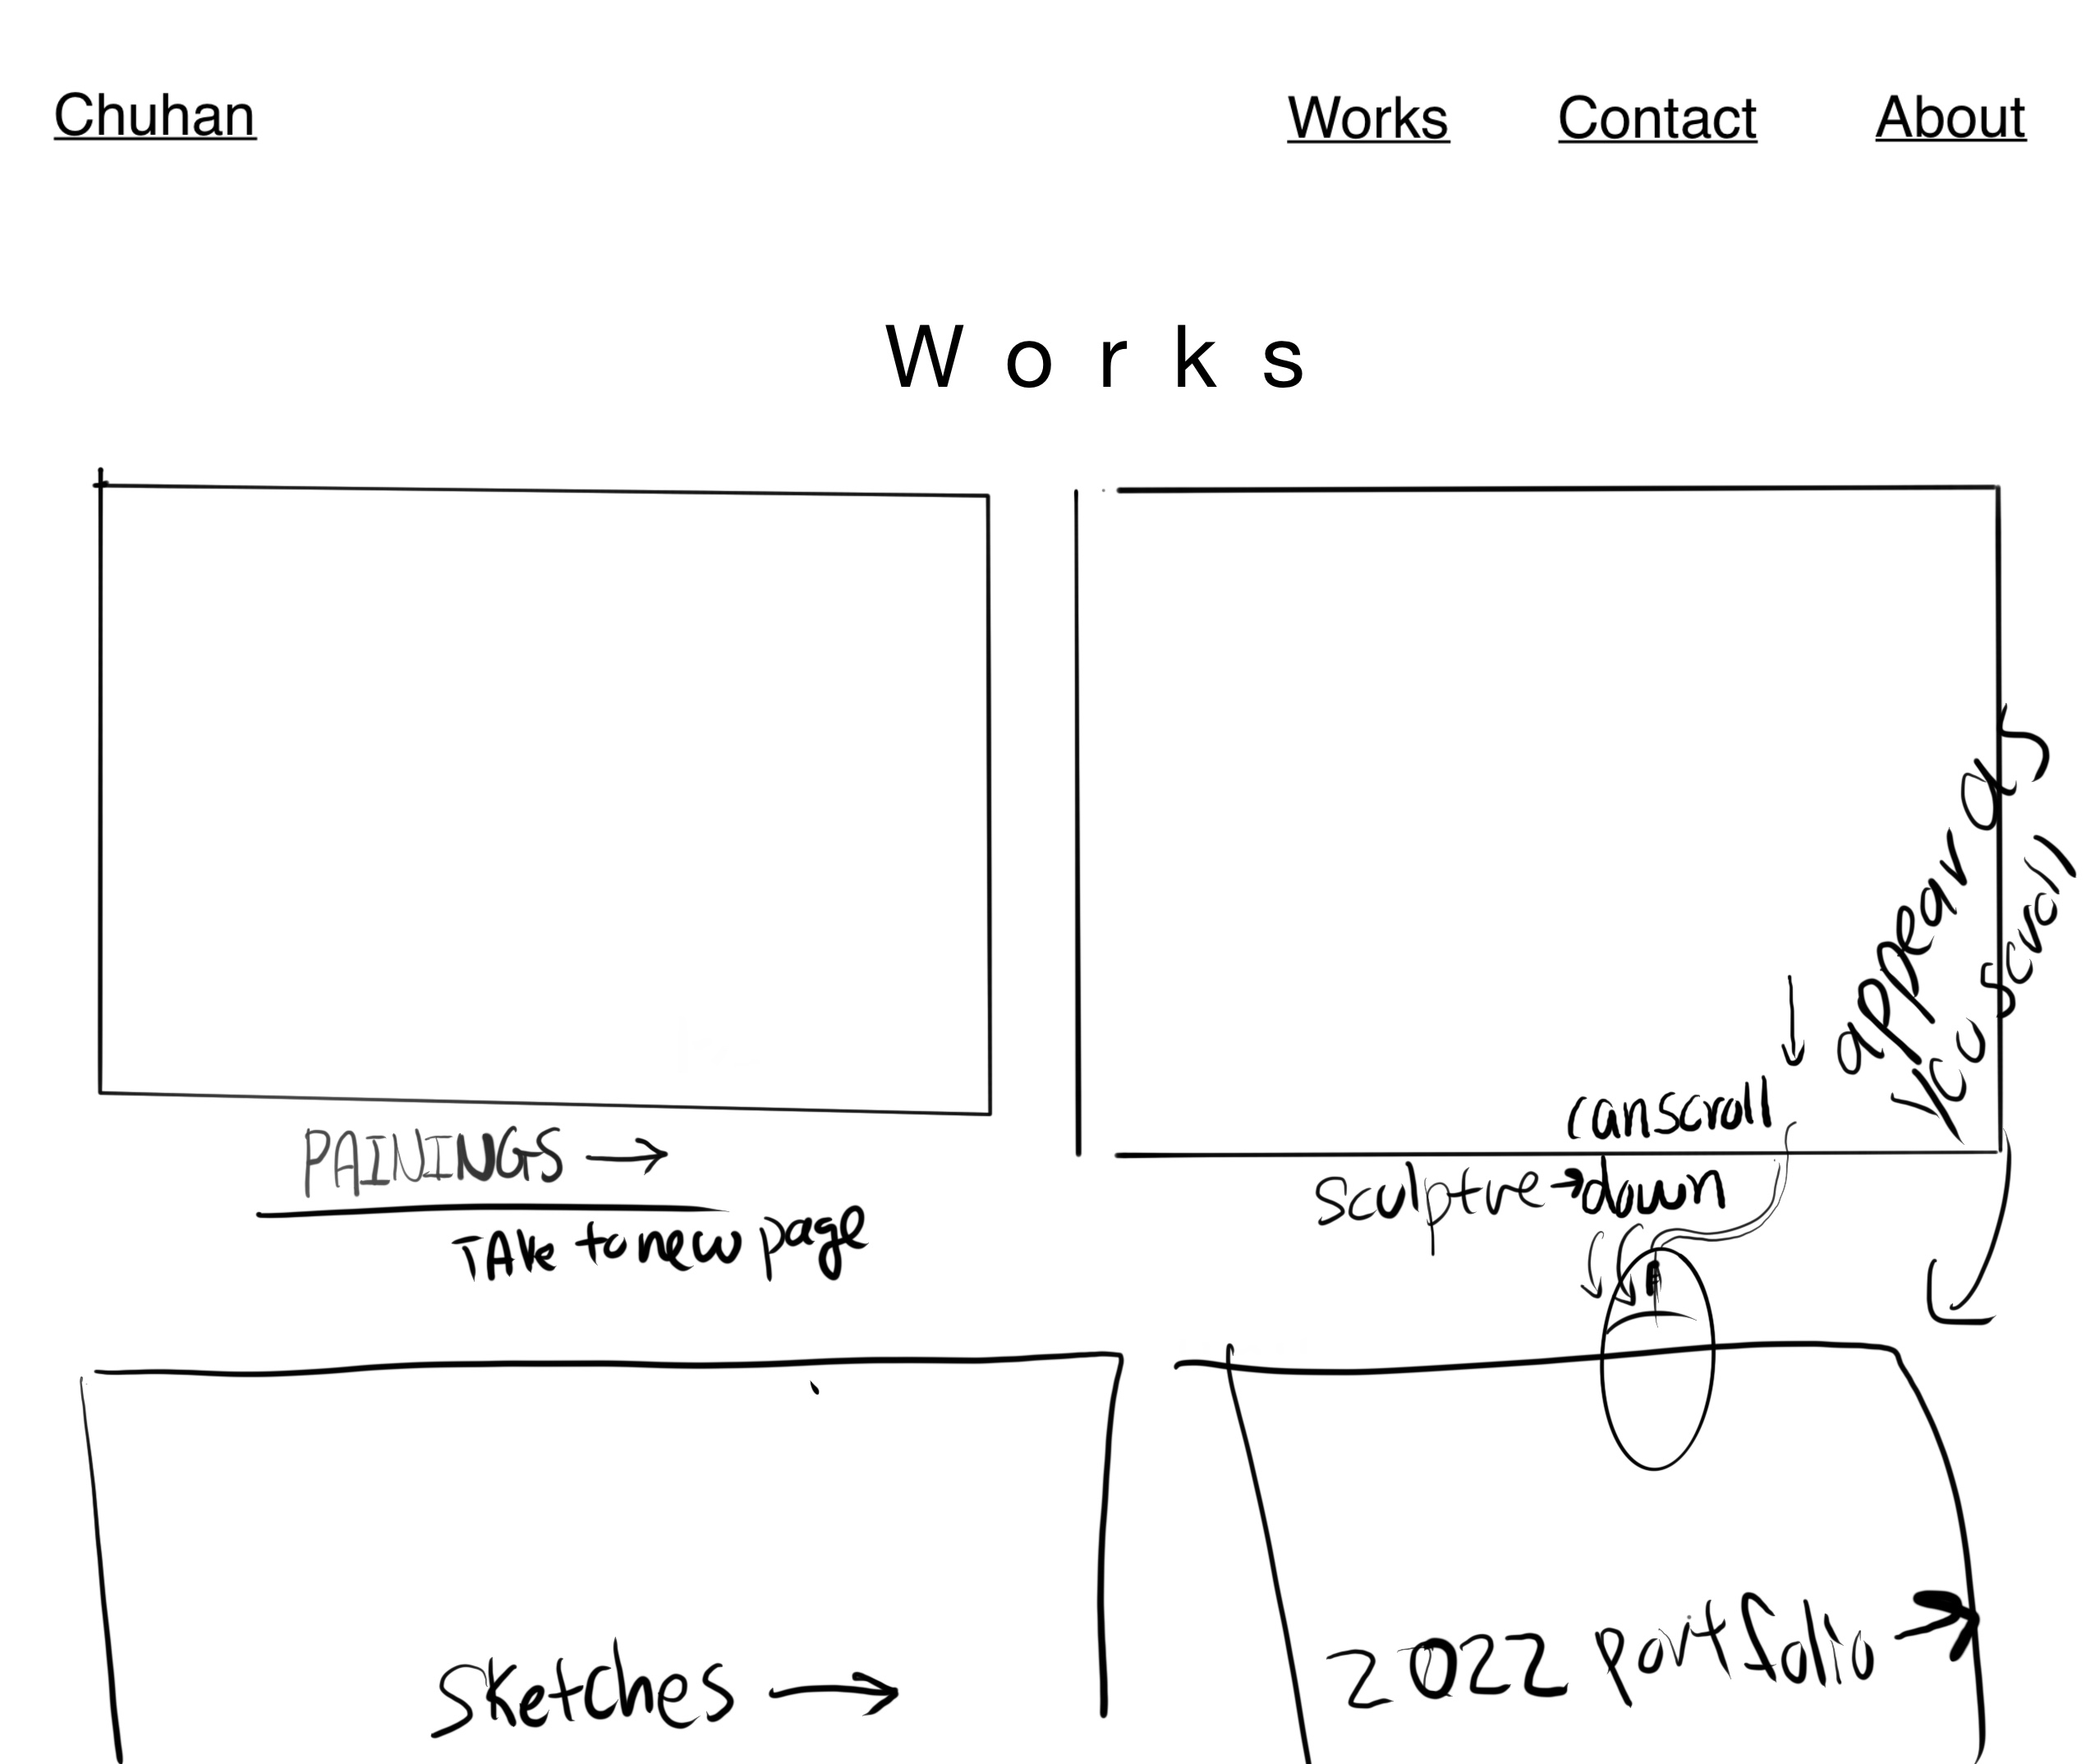 Chuhan
Works Contact About
Works
appear as
you scroll
can scroll
down
PAININGS →
Take to new page
sculptre →
sketches →
2022 portfolio →